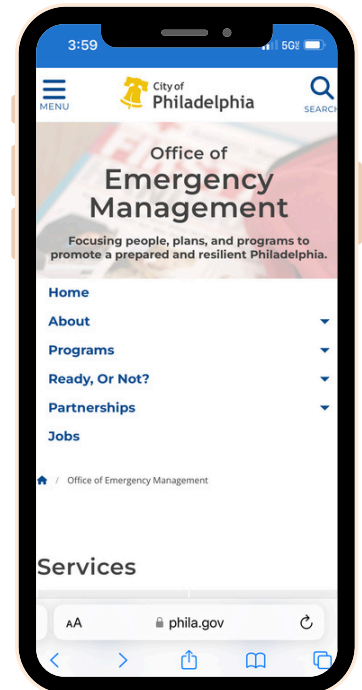 3:59
5G
MENU
City of
Philadelphia
SEARCH
Office of
Emergency
Management
Focusing people, plans, and programs to
promote a prepared and resilient Philadelphia.
Home
About
Programs
Ready, Or Not?
Partnerships
Jobs
/ Office of Emergency Management
Services
AA
phila.gov